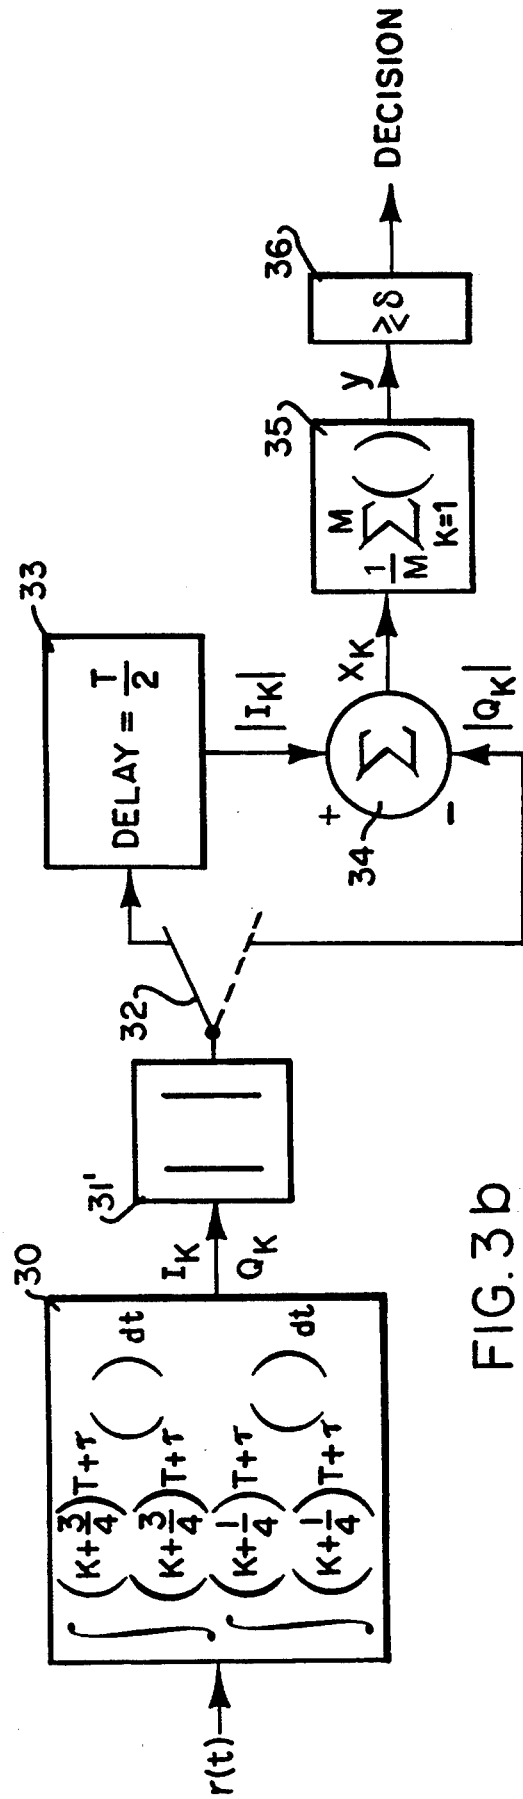 r(t)
30
(K+3/4)T+τ
∫ ( ) dt
(K+3/4)T+τ
(K+1/4)T+τ
∫ ( ) dt
(K+1/4)T+τ
I_K
Q_K
31'
| |
32
33
DELAY = T/2
|I_K|
+
Σ
−
34
|Q_K|
X_K
35
1/M Σ ( )
M
K=1
y
36
≥δ
DECISION
FIG. 3b